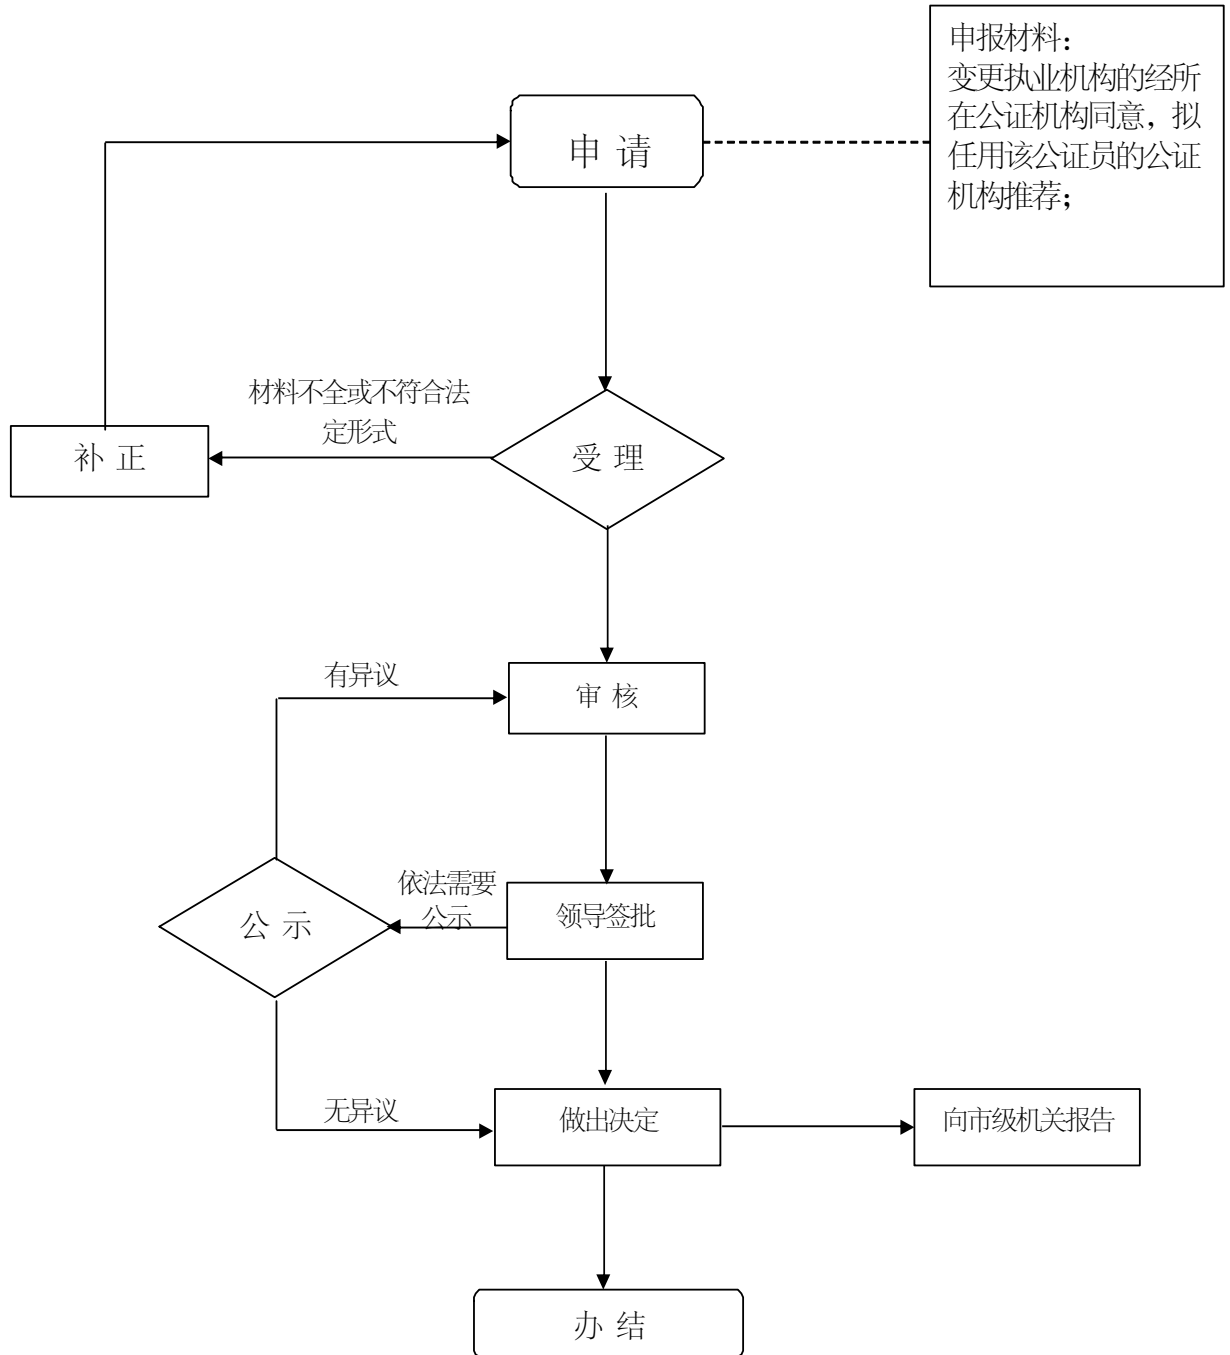 申报材料：
变更执业机构的经所
在公证机构同意，拟
任用该公证员的公证
机构推荐；
申 请
材料不全或不符合法
定形式
补 正
受 理
有异议
审 核
依法需要
公示
公 示
领导签批
无异议
做出决定
向市级机关报告
办 结